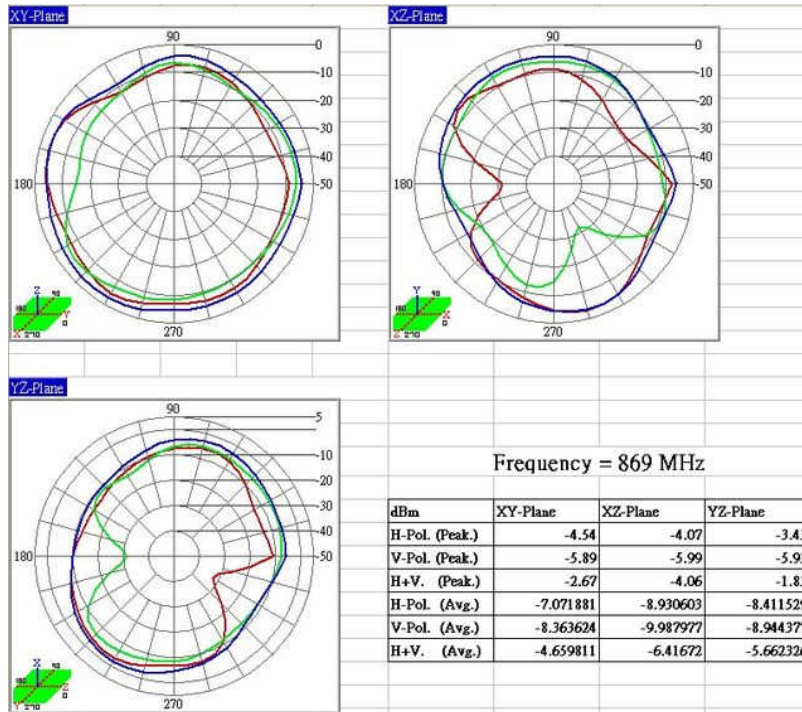 XY-Plane
90
0
-10
-20
-30
-40
-50
180
270
XZ-Plane
90
0
-10
-20
-30
-40
-50
180
270
YZ-Plane
90
5
-10
-20
-30
-40
-50
180
270
Frequency = 869 MHz
dBm XY-Plane XZ-Plane YZ-Plane
H-Pol. (Peak.) -4.54 -4.07
V-Pol. (Peak.) -5.89 -5.99
H+V. (Peak.) -2.67 -4.06
H-Pol. (Avg.) -7.071881 -8.930603
V-Pol. (Avg.) -8.363624 -9.987977
H+V. (Avg.) -4.659811 -6.41672